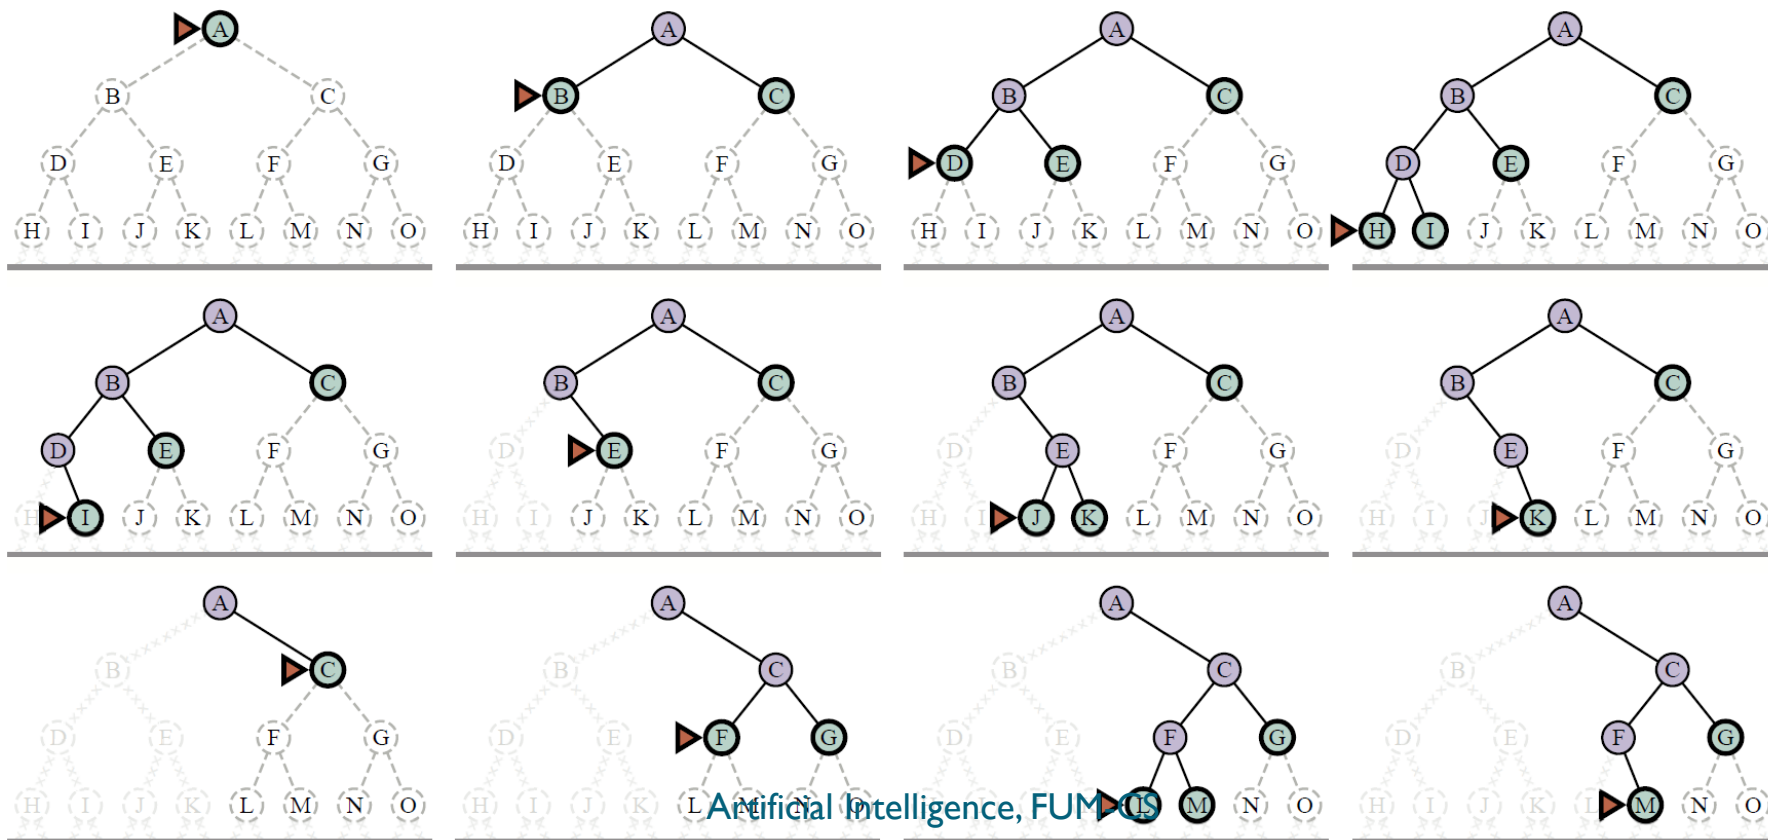 A A A A
B C B C B C B C
D E F G D E F G D E F G D E F G
H I J K L M N O H I J K L M N O H I J K L M N O H I J K L M N O
A A A A
B C B C B C B C
D E F G D E F G D E F G D E F G
H I J K L M N O H I J K L M N O H I J K L M N O H I J K L M N O
A A A A
B C B C B C B C
D E F G D E F G D E F G D E F G
H I J K L M N O H I J K L M N O H I J K L M N O H I J K L M N O
Artificial Intelligence, FUM-CS